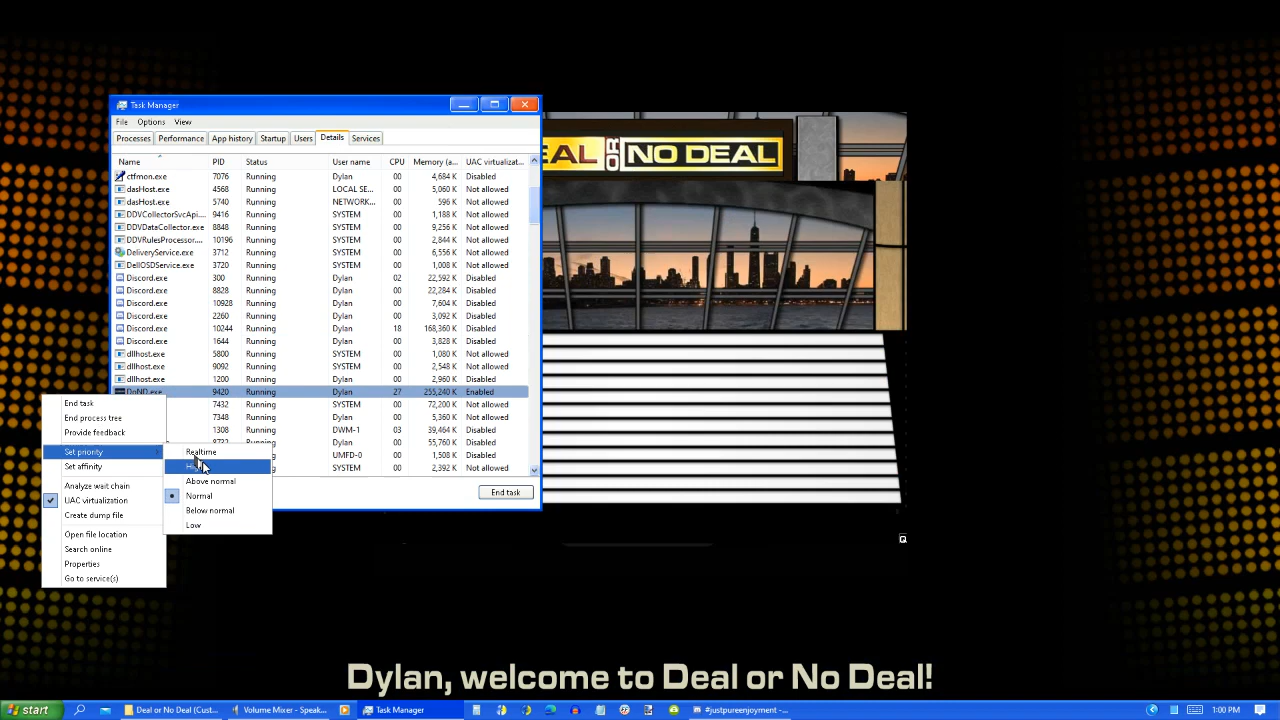 Task Manager
File Options View
Processes Performance App history Startup Users Details Services
Name PID Status User name CPU Memory (a... UAC virtualizat...
ctfmon.exe 7076 Running Dylan 00 4,684 K Disabled
dasHost.exe 4568 Running LOCAL SE... 00 5,060 K Not allowed
dasHost.exe 5740 Running NETWORK... 00 596 K Not allowed
DDVCollectorSvcApi.... 9416 Running SYSTEM 00 1,188 K Not allowed
DDVDataCollector.exe 8848 Running SYSTEM 00 9,256 K Not allowed
DDVRulesProcessor.... 10196 Running SYSTEM 00 2,844 K Not allowed
DeliveryService.exe 3712 Running SYSTEM 00 6,556 K Not allowed
DellOSDService.exe 3720 Running SYSTEM 00 1,008 K Not allowed
Discord.exe 300 Running Dylan 02 22,592 K Disabled
Discord.exe 8828 Running Dylan 00 22,284 K Disabled
Discord.exe 10928 Running Dylan 00 7,604 K Disabled
Discord.exe 2260 Running Dylan 00 3,092 K Disabled
Discord.exe 10244 Running Dylan 18 168,360 K Disabled
Discord.exe 1644 Running Dylan 00 3,828 K Disabled
dllhost.exe 5800 Running SYSTEM 00 1,080 K Not allowed
dllhost.exe 9092 Running SYSTEM 00 2,548 K Not allowed
dllhost.exe 1200 Running Dylan 00 2,960 K Disabled
DoND.exe 9420 Running Dylan 27 255,240 K Enabled
7432 Running SYSTEM 00 72,200 K Not allowed
7348 Running Dylan 00 5,360 K Not allowed
1308 Running DWM-1 03 39,464 K Disabled
Running Dylan 00 55,760 K Disabled
Running UMFD-0 00 1,508 K Disabled
Running SYSTEM 00 2,392 K Not allowed
End task
End task
End process tree
Provide feedback
Set priority
Set affinity
Analyze wait chain
UAC virtualization
Create dump file
Open file location
Search online
Properties
Go to service(s)
Realtime
Above normal
Normal
Below normal
Low
EAL OR NO DEAL
Dylan, welcome to Deal or No Deal!
start Deal or No Deal (Cust... Volume Mixer - Speak... Task Manager #justpureenjoyment -... 1:00 PM